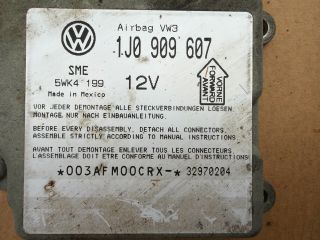 Airbag VW3
1J0 909 607
SME
5WK4 199
Made in Mexico
12V
VORNE
FORWARD
AVANT
VOR JEDER DEMONTAGE ALLE STECKVERBINDUNGEN LOESEN.
MONTAGE NUR NACH EINBAUANLEITUNG.
BEFORE EVERY DISASSEMBLY, DETACH ALL CONNECTORS.
ASSEMBLY STRICTLY ACCORDING TO MANUAL INSTRUCTIONS
AVANT TOUT DEMONTAGE ENLEVER TOUS LES CONNECTEURS.
L'ASSEMBLAGE DOIT ETRE CONFORME AU MANUEL D'INSTRUCTIONS
*003AFM00CRX-* 32970204